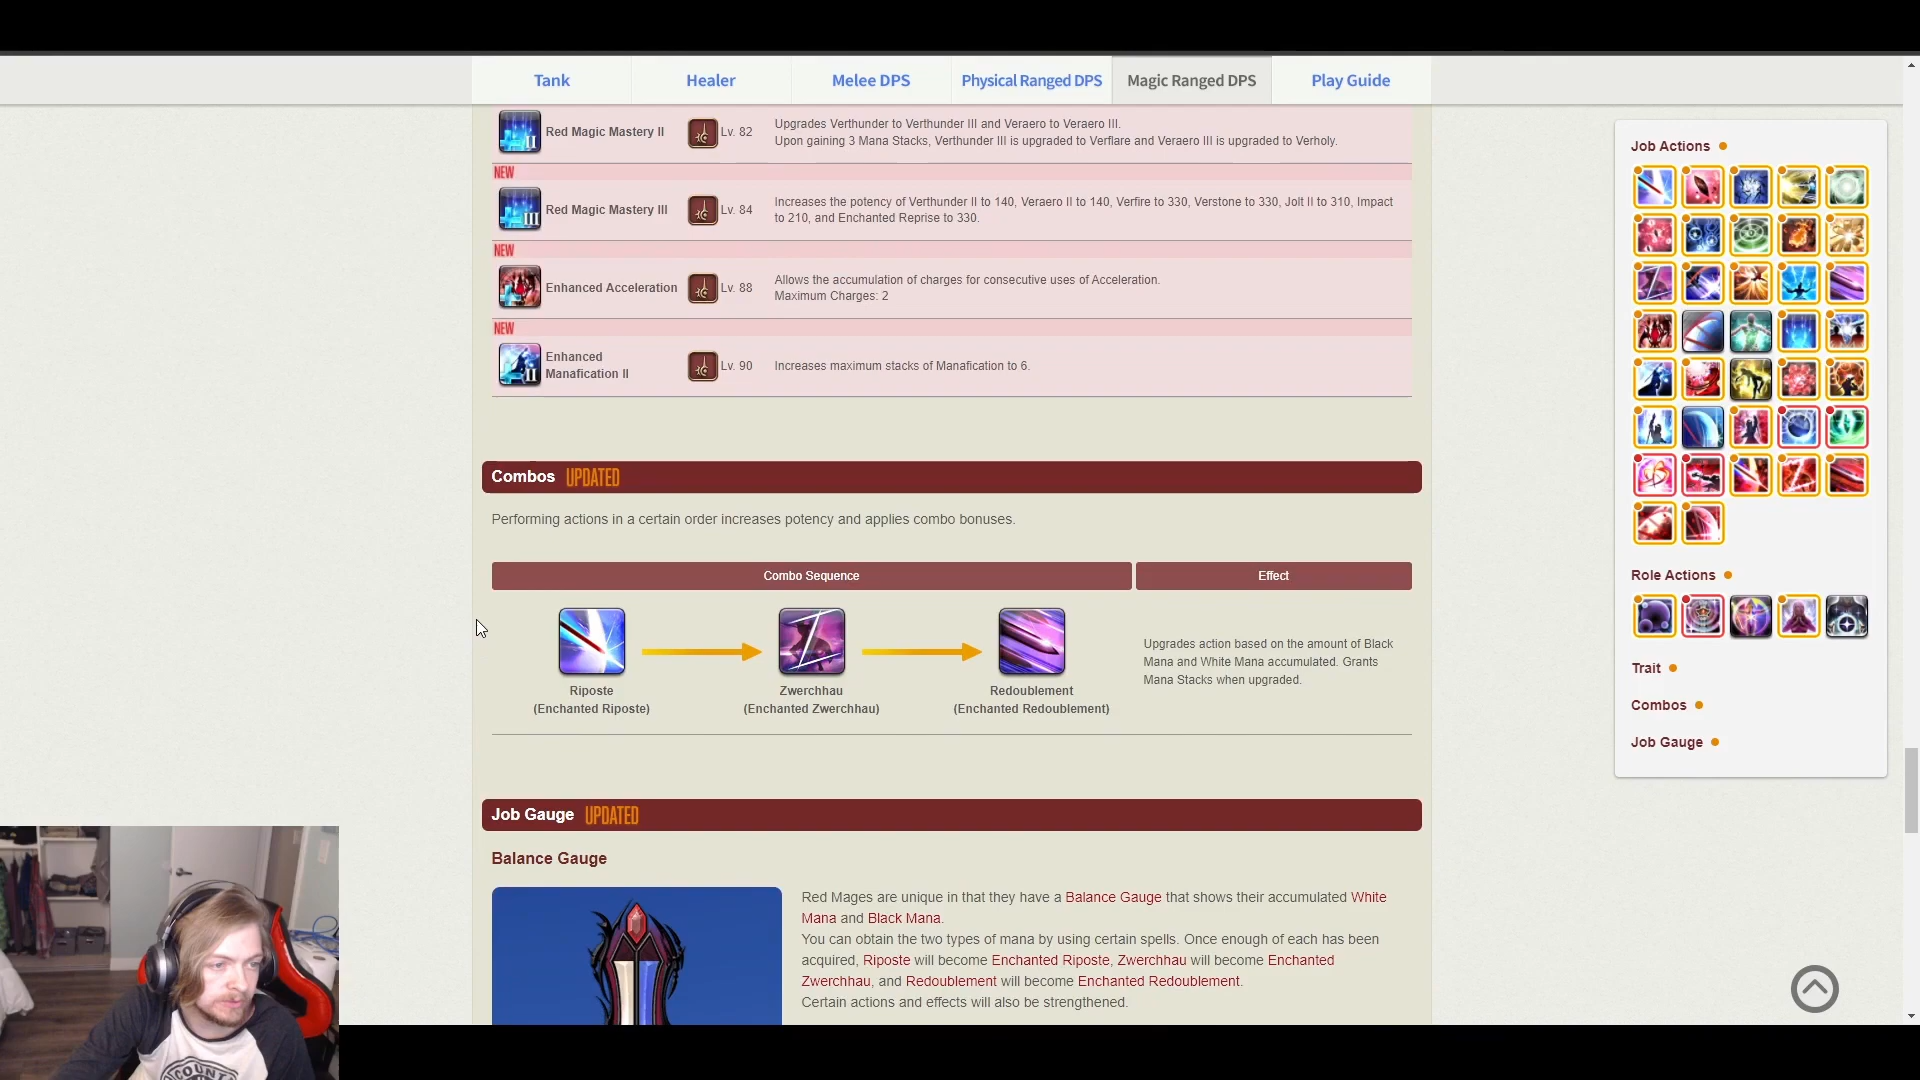 Tank
Healer
Melee DPS
Physical Ranged DPS
Magic Ranged DPS
Play Guide
Red Magic Mastery II
Lv. 82
Upgrades Verthunder to Verthunder III and Veraero to Veraero III.
Upon gaining 3 Mana Stacks, Verthunder III is upgraded to Verflare and Veraero III is upgraded to Verholy.
NEW
Red Magic Mastery III
Lv. 84
Increases the potency of Verthunder II to 140, Veraero II to 140, Verfire to 330, Verstone to 330, Jolt II to 310, Impact
to 210, and Enchanted Reprise to 330.
NEW
Enhanced Acceleration
Lv. 88
Allows the accumulation of charges for consecutive uses of Acceleration.
Maximum Charges: 2
NEW
Enhanced
Manafication II
Lv. 90
Increases maximum stacks of Manafication to 6.
Combos UPDATED
Performing actions in a certain order increases potency and applies combo bonuses.
Combo Sequence
Effect
Riposte
(Enchanted Riposte)
Zwerchhau
(Enchanted Zwerchhau)
Redoublement
(Enchanted Redoublement)
Upgrades action based on the amount of Black
Mana and White Mana accumulated. Grants
Mana Stacks when upgraded.
Job Gauge UPDATED
Balance Gauge
Red Mages are unique in that they have a Balance Gauge that shows their accumulated White
Mana and Black Mana.
You can obtain the two types of mana by using certain spells. Once enough of each has been
acquired, Riposte will become Enchanted Riposte, Zwerchhau will become Enchanted
Zwerchhau, and Redoublement will become Enchanted Redoublement.
Certain actions and effects will also be strengthened.
Job Actions
Role Actions
Trait
Combos
Job Gauge
COUNT